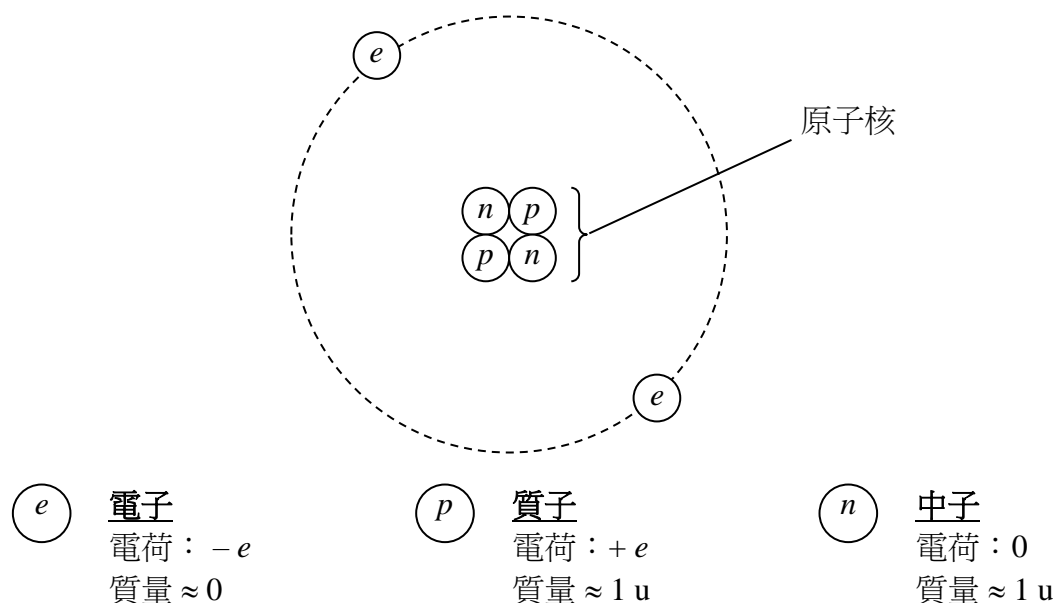 e
原子核
n p
p n
e
e 電子
電荷： – e
質量 ≈ 0
p 質子
電荷：+ e
質量 ≈ 1 u
n 中子
電荷：0
質量 ≈ 1 u